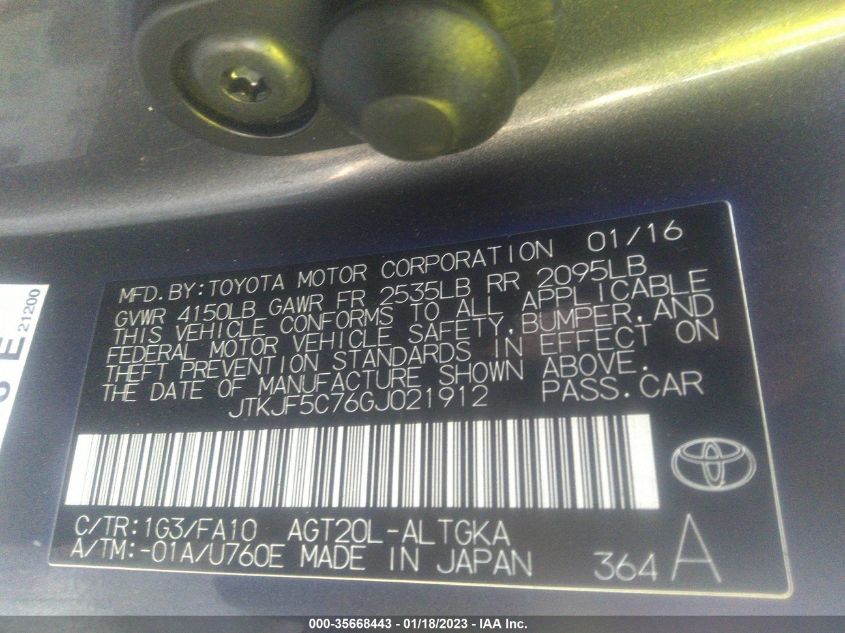 MFD. BY: TOYOTA MOTOR CORPORATION 01/16
GVWR 4150LB GAWR FR 2535LB RR 2095LB
THIS VEHICLE CONFORMS TO ALL APPLICABLE
FEDERAL MOTOR VEHICLE SAFETY, BUMPER, AND
THEFT PREVENTION STANDARDS IN EFFECT ON
THE DATE OF MANUFACTURE SHOWN ABOVE.
JTKJF5C76GJ021912 PASS. CAR
C/TR: 1G3/FA10 AGT20L-ALTGKA
A/TM: -01A/U760E MADE IN JAPAN 364 A
21200
000-35668443 - 01/18/2023 - IAA Inc.